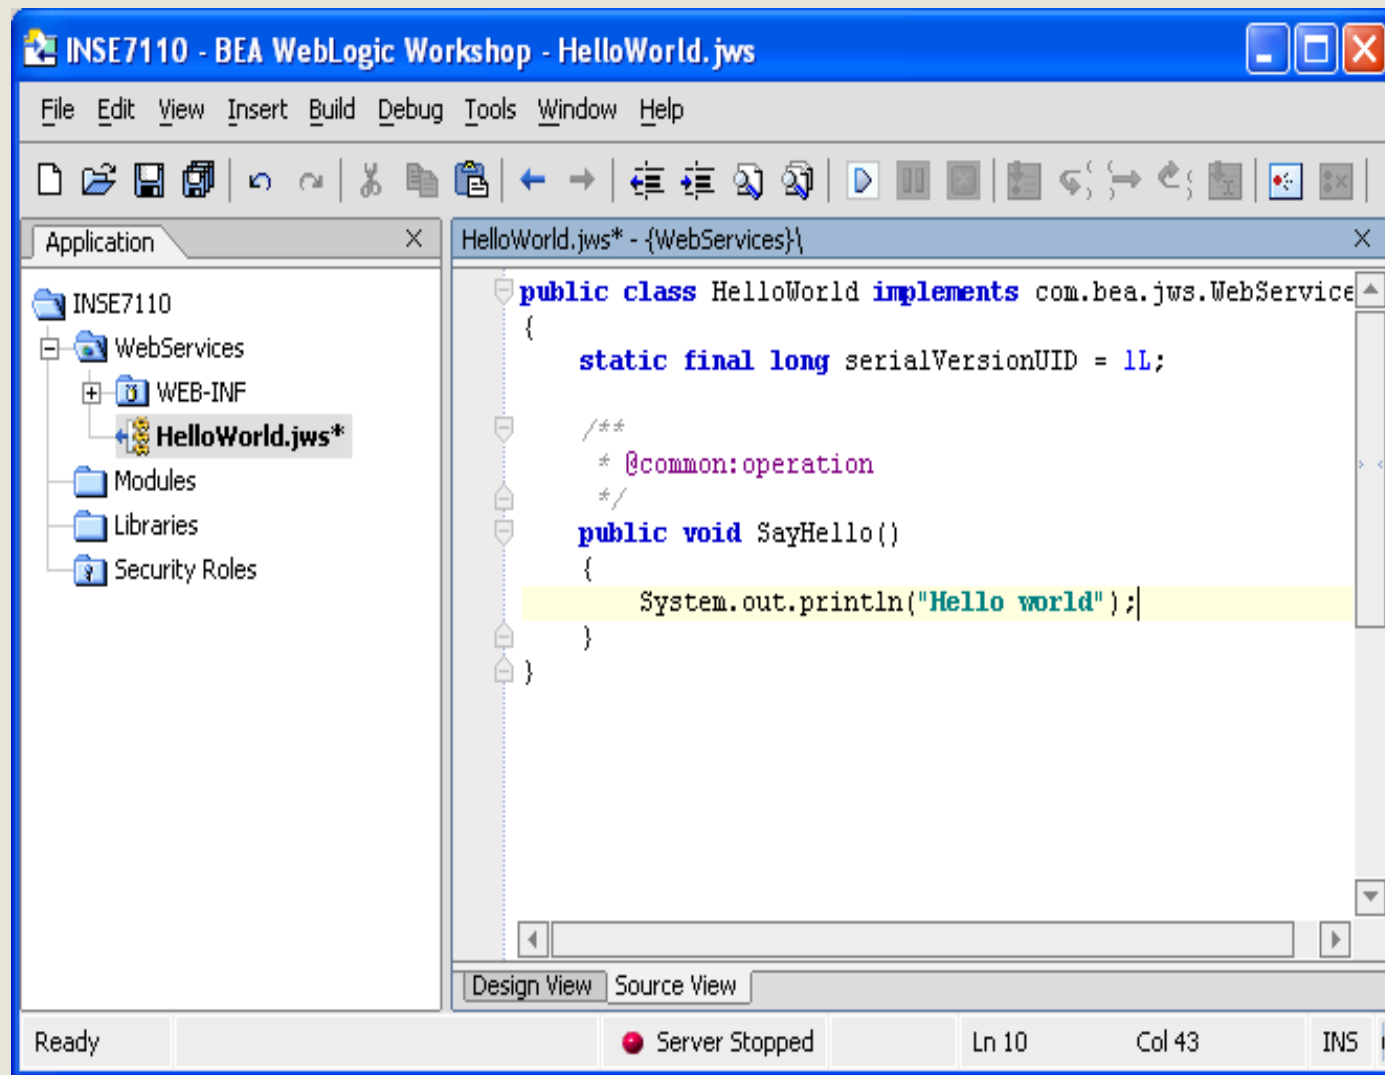 INSE7110 - BEA WebLogic Workshop - HelloWorld.jws
File Edit View Insert Build Debug Tools Window Help
Application
INSE7110
WebServices
WEB-INF
HelloWorld.jws*
Modules
Libraries
Security Roles
HelloWorld.jws* - {WebServices}\
public class HelloWorld implements com.bea.jws.WebService
{
static final long serialVersionUID = 1L;
/**
* @common:operation
*/
public void SayHello()
{
System.out.println("Hello world");
}
}
Design View Source View
Ready Server Stopped Ln 10 Col 43 INS